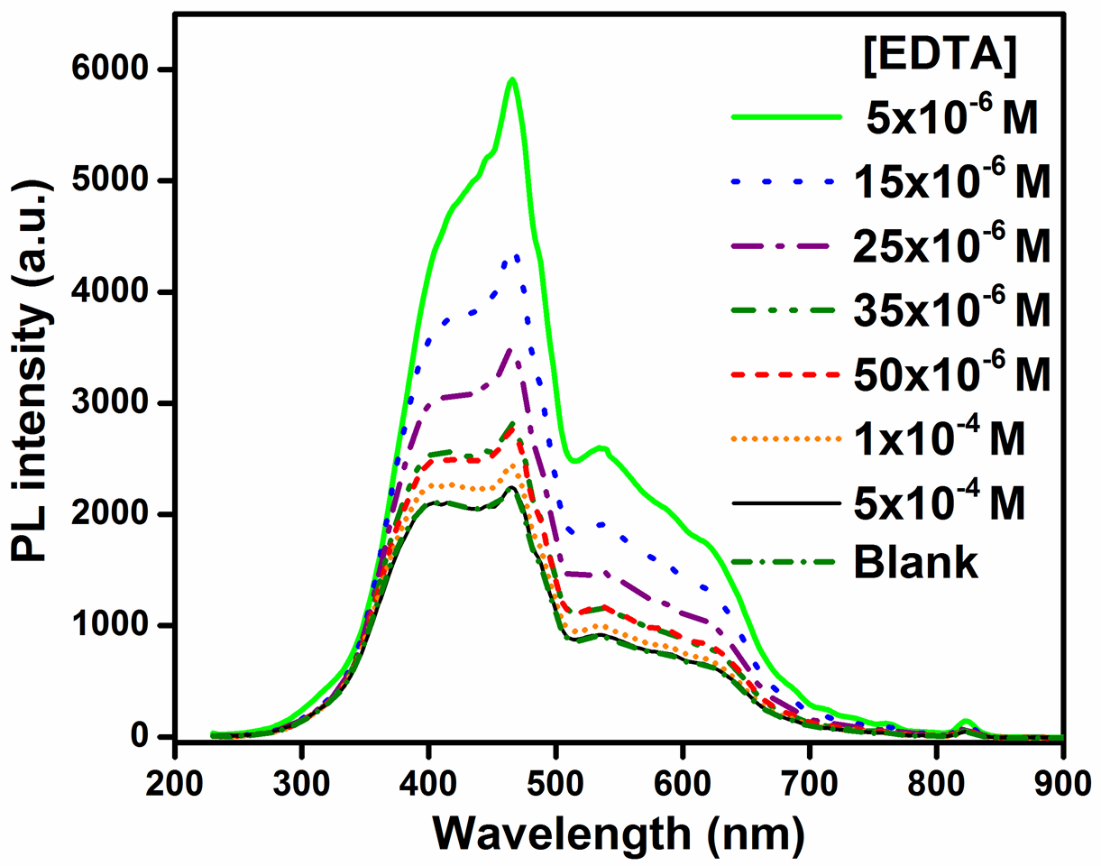 [EDTA]
5x10⁻⁶ M
15x10⁻⁶ M
25x10⁻⁶ M
35x10⁻⁶ M
50x10⁻⁶ M
1x10⁻⁴ M
5x10⁻⁴ M
Blank
PL intensity (a.u.)
6000
5000
4000
3000
2000
1000
0
200 300 400 500 600 700 800 900
Wavelength (nm)